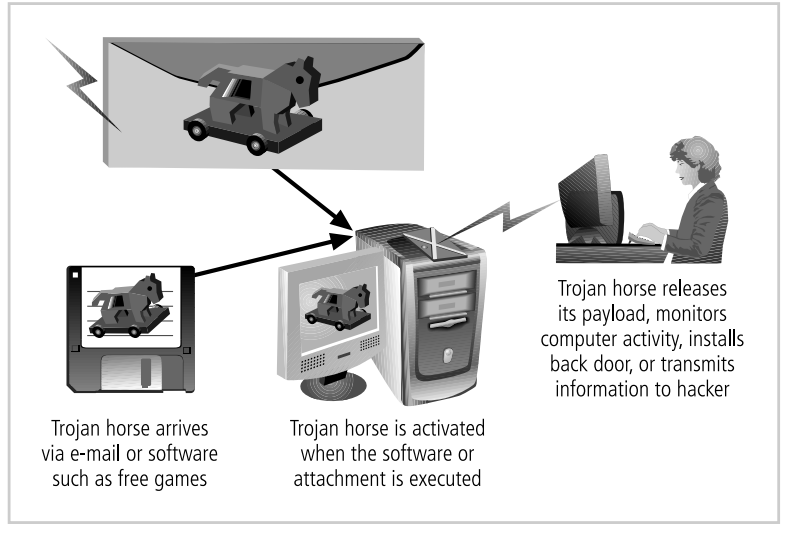 Trojan horse arrives
via e-mail or software
such as free games
Trojan horse is activated
when the software or
attachment is executed
Trojan horse releases
its payload, monitors
computer activity, installs
back door, or transmits
information to hacker